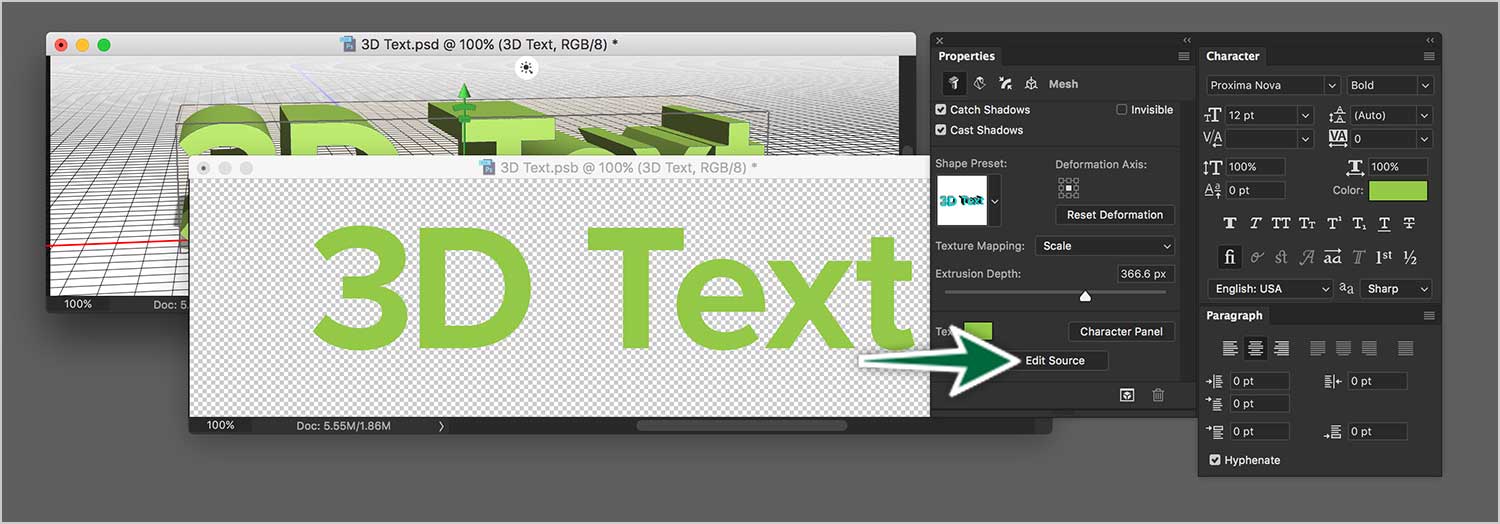 3D Text.psd @ 100% (3D Text, RGB/8) *
3D Text
100%
Doc: 5.
3D Text.psb @ 100% (3D Text, RGB/8) *
3D Text
100%
Doc: 5.55M/1.86M
Properties
Mesh
Catch Shadows
Invisible
Cast Shadows
Shape Preset:
Deformation Axis:
3D Text
Reset Deformation
Texture Mapping:
Scale
Extrusion Depth:
366.6 px
Tex
Character Panel
Edit Source
Character
Proxima Nova
Bold
12 pt
(Auto)
V/A
VA
0
100%
100%
0 pt
Color:
T T TT Tt T¹ T₁ T T
fi
ad
T
1st
½
English: USA
aa
Sharp
Paragraph
0 pt
0 pt
0 pt
0 pt
0 pt
Hyphenate